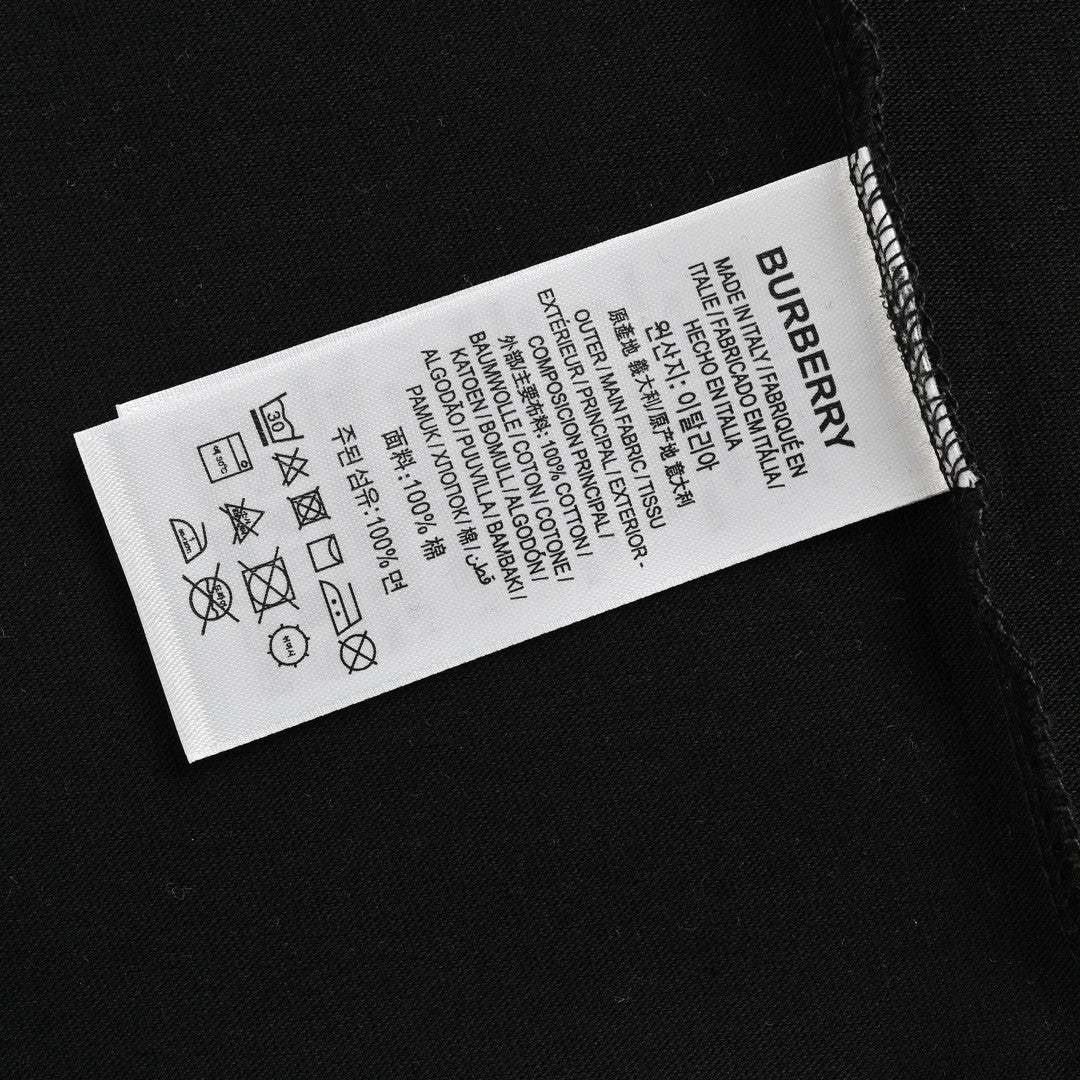 BURBERRY
MADE IN ITALY / FABRIQUÉ EN
ITALIE / FABRICADO EM ITÁLIA /
HECHO EN ITALIA
원산지: 이탈리아
原產地 義大利/原产地 意大利
OUTER / MAIN FABRIC / TISSU
EXTÉRIEUR / PRINCIPAL / EXTERIOR -
COMPOSICION PRINCIPAL /
外部/主要布料: 100% COTTON /
BAUMWOLLE / COTON / COTONE /
KATOEN / BOMULL / ALGODÓN /
ALGODÃO / PUUVILLA / BAMBAKI /
PAMUK / ХЛОПОК / 棉 / قطن
面料: 100% 棉
주된섬유: 100% 면
30